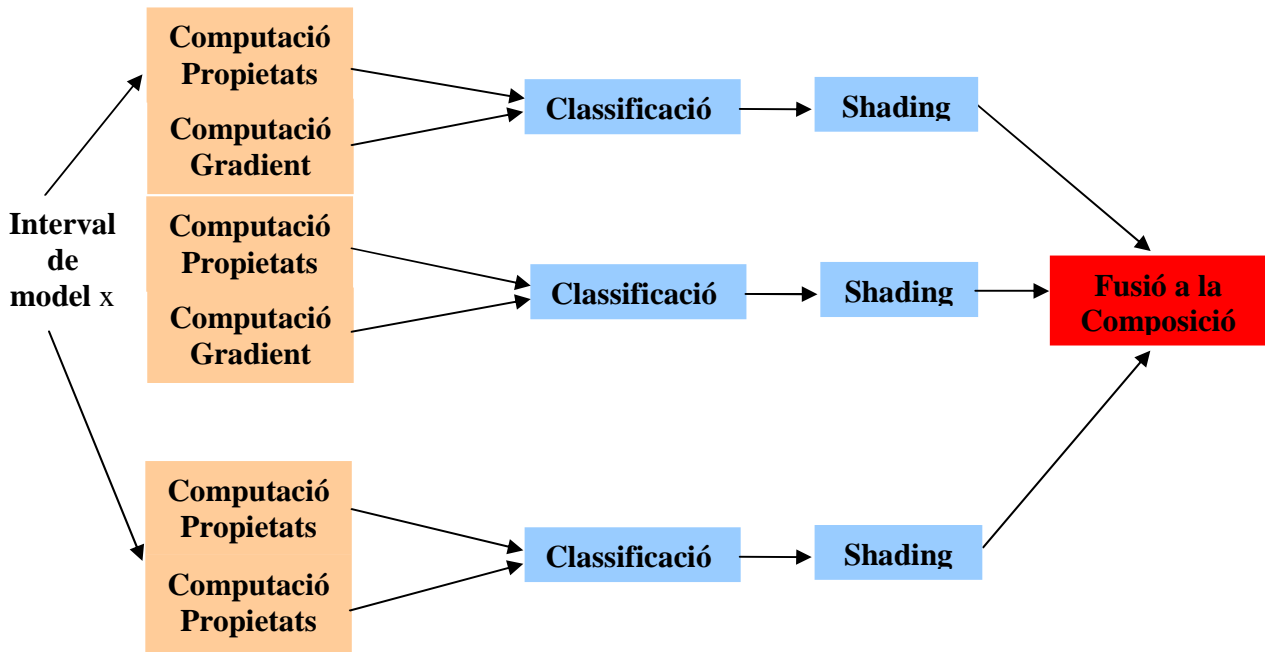 Interval
de
model x
Computació
Propietats
Computació
Gradient
Classificació
Shading
Computació
Propietats
Computació
Gradient
Classificació
Shading
Computació
Propietats
Computació
Propietats
Classificació
Shading
Fusió a la
Composició